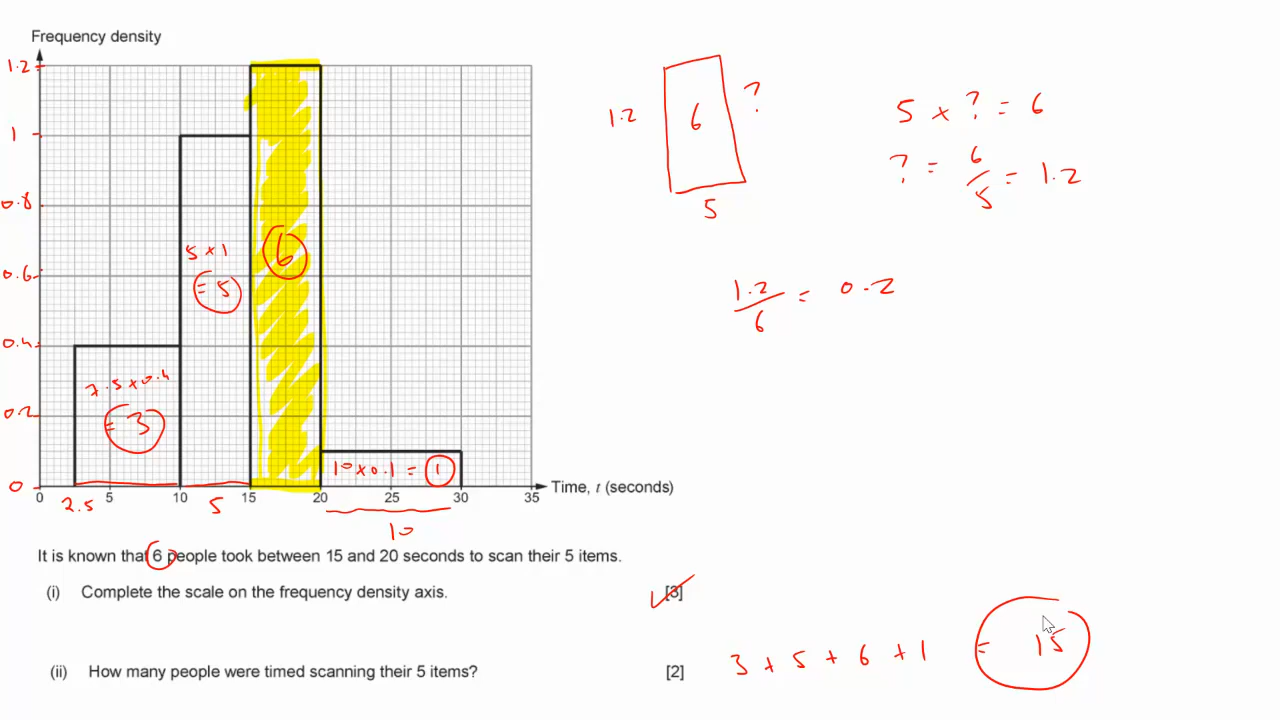 Frequency density
1.2
1
0.8
0.6
0.4
0.2
0
7.5 x 0.4
= 3
5 x 1
= 5
6
10 x 0.1 = 1
0 5 10 15 20 25 30 35
Time, t (seconds)
2.5
5
10
1.2
6
?
5
5 x ? = 6
? = 6/5 = 1.2
1.2/6 = 0.2
It is known that 6 people took between 15 and 20 seconds to scan their 5 items.
(i) Complete the scale on the frequency density axis. [3]
(ii) How many people were timed scanning their 5 items? [2]
3 + 5 + 6 + 1 = 15